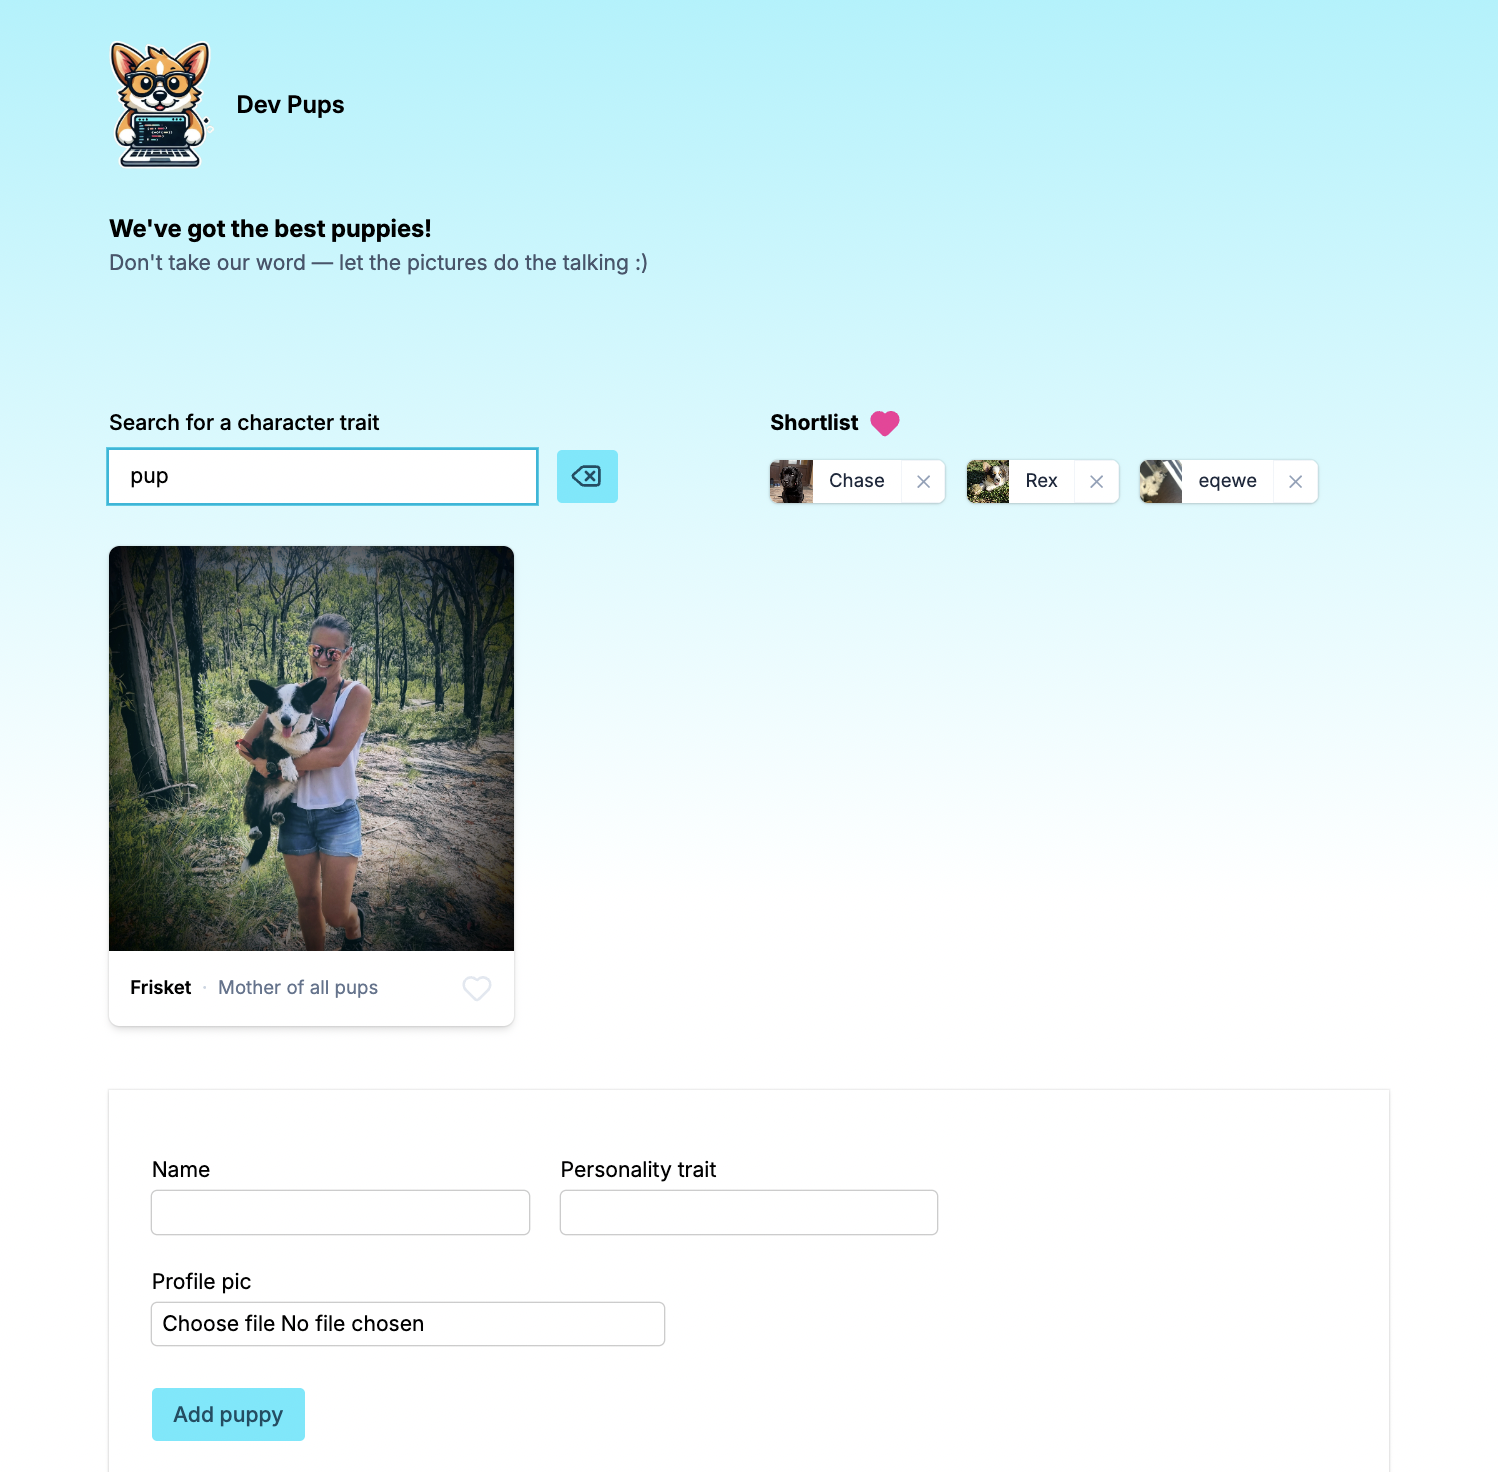 Dev Pups
We've got the best puppies!
Don't take our word — let the pictures do the talking :)
Search for a character trait
pup
Shortlist
Chase
Rex
eqewe
Frisket · Mother of all pups
Name
Personality trait
Profile pic
Choose file No file chosen
Add puppy